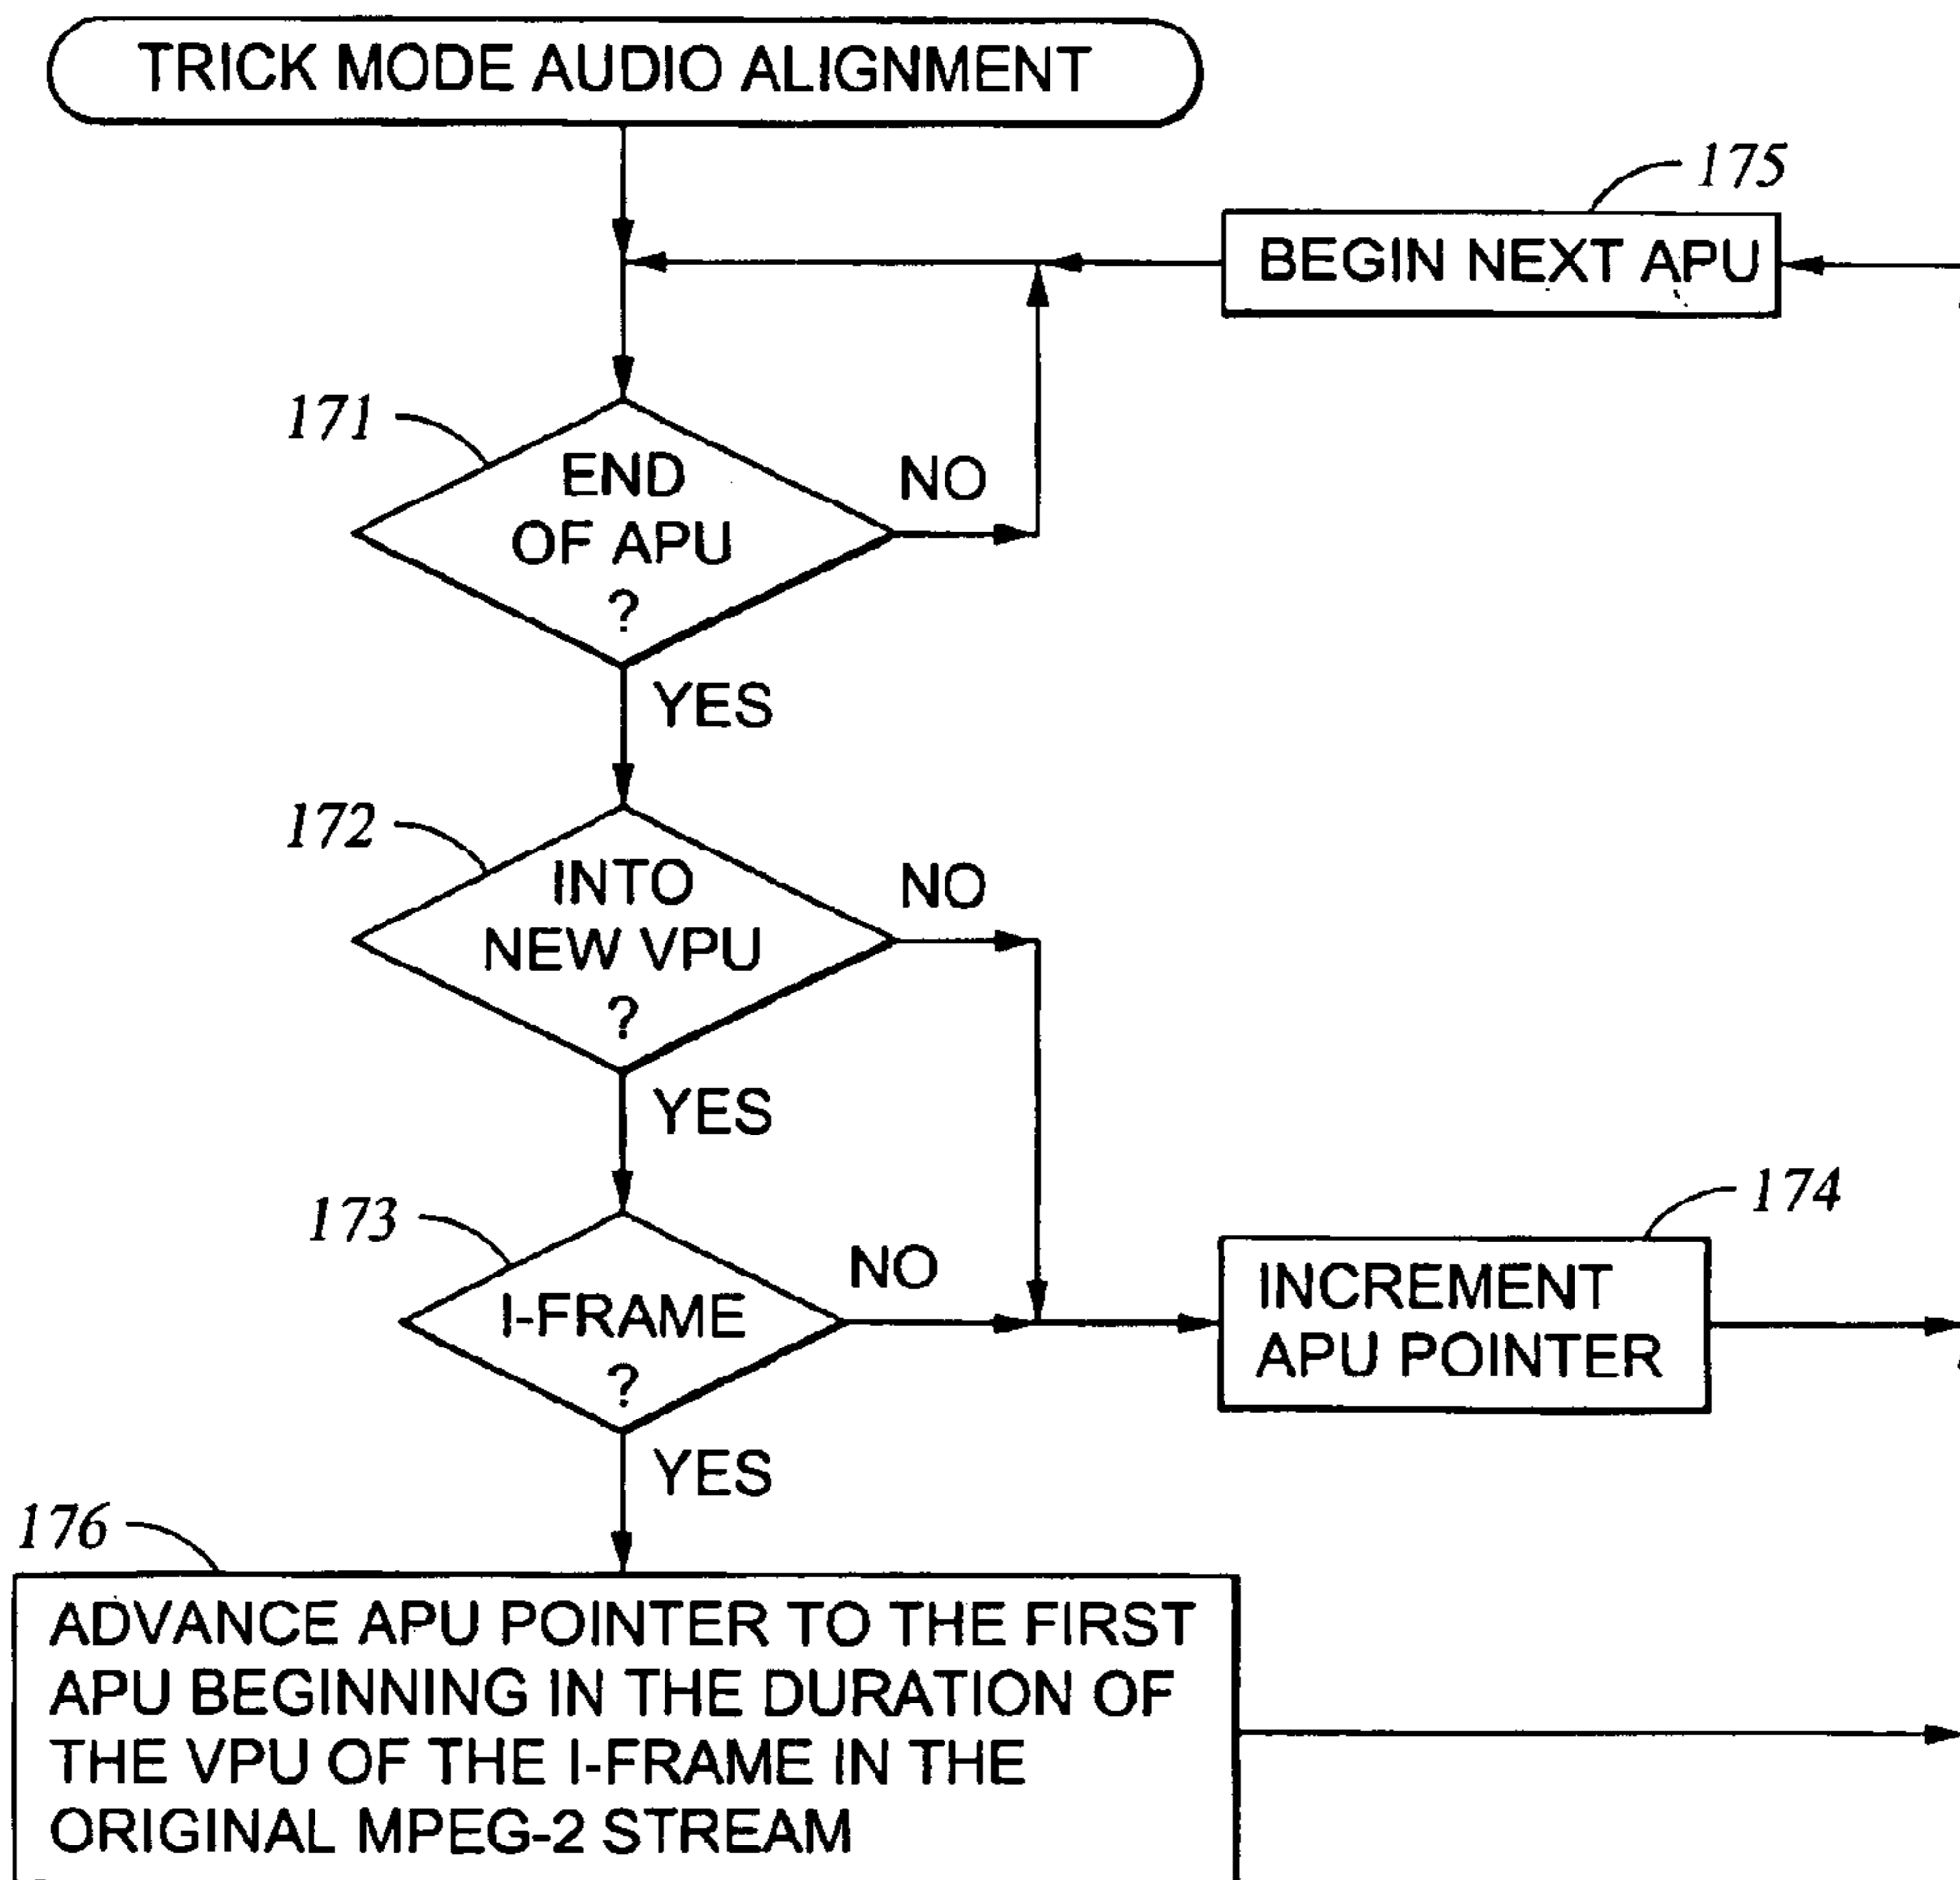 TRICK MODE AUDIO ALIGNMENT
175
BEGIN NEXT APU
171
END
OF APU
?
NO
YES
172
INTO
NEW VPU
?
NO
YES
173
I-FRAME
?
NO
174
INCREMENT
APU POINTER
YES
176
ADVANCE APU POINTER TO THE FIRST
APU BEGINNING IN THE DURATION OF
THE VPU OF THE I-FRAME IN THE
ORIGINAL MPEG-2 STREAM